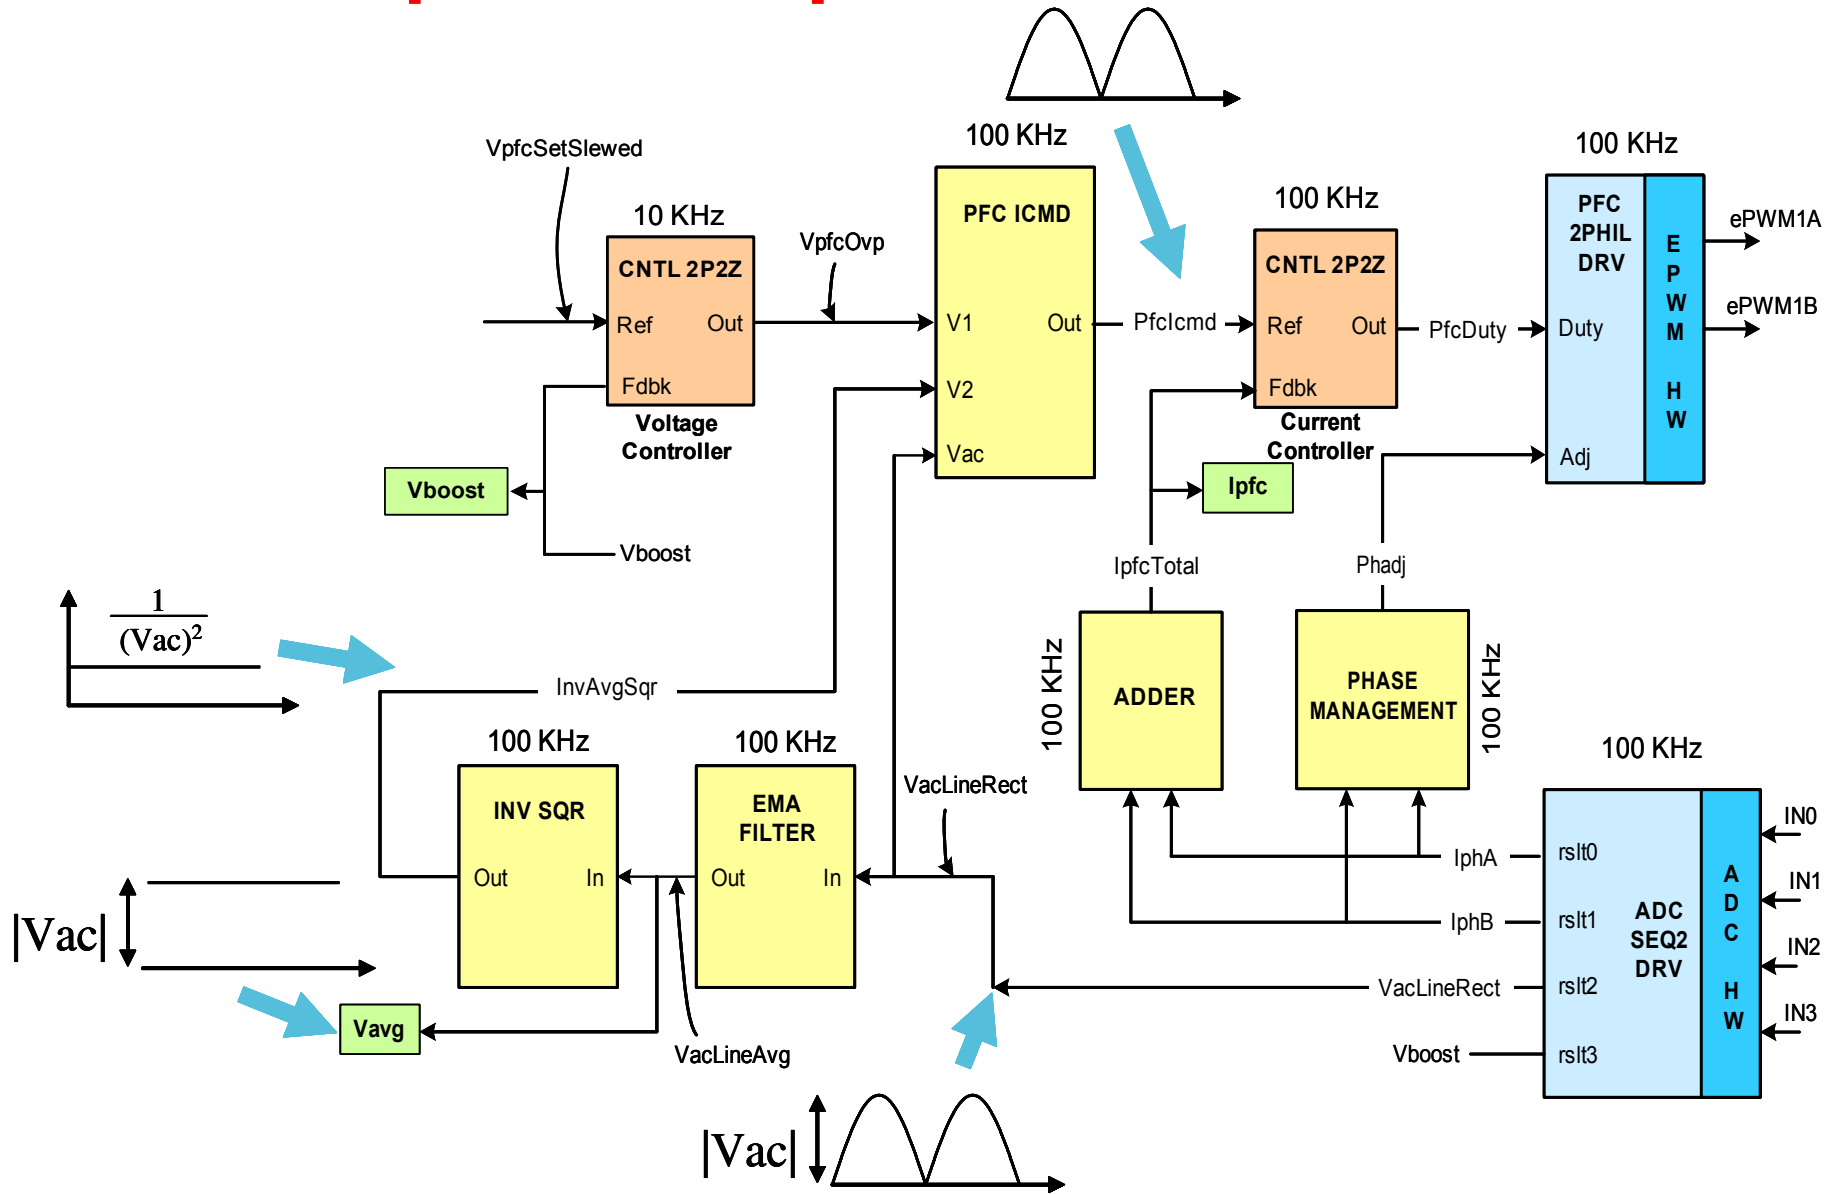 100 KHz
VpfcSetSlewed
100 KHz
10 KHz
100 KHz
VpfcOvp
CNTL 2P2Z
Ref
Out
Fdbk
Voltage
Controller
PFC ICMD
V1
Out
V2
Vac
PfcIcmd
CNTL 2P2Z
Ref
Out
Fdbk
Current
Controller
PfcDuty
PFC
2PHIL
DRV
Duty
Adj
E
P
W
M
H
W
ePWM1A
ePWM1B
Vboost
Vboost
Ipfc
IpfcTotal
Phadj
1
(Vac)2
InvAvgSqr
100 KHz
ADDER
PHASE
MANAGEMENT
100 KHz
100 KHz
100 KHz
100 KHz
INV SQR
Out
In
EMA
FILTER
Out
In
VacLineRect
IphA
IphB
VacLineRect
Vboost
rslt0
rslt1
rslt2
rslt3
ADC
SEQ2
DRV
A
D
C
H
W
IN0
IN1
IN2
IN3
|Vac|
Vavg
VacLineAvg
|Vac|